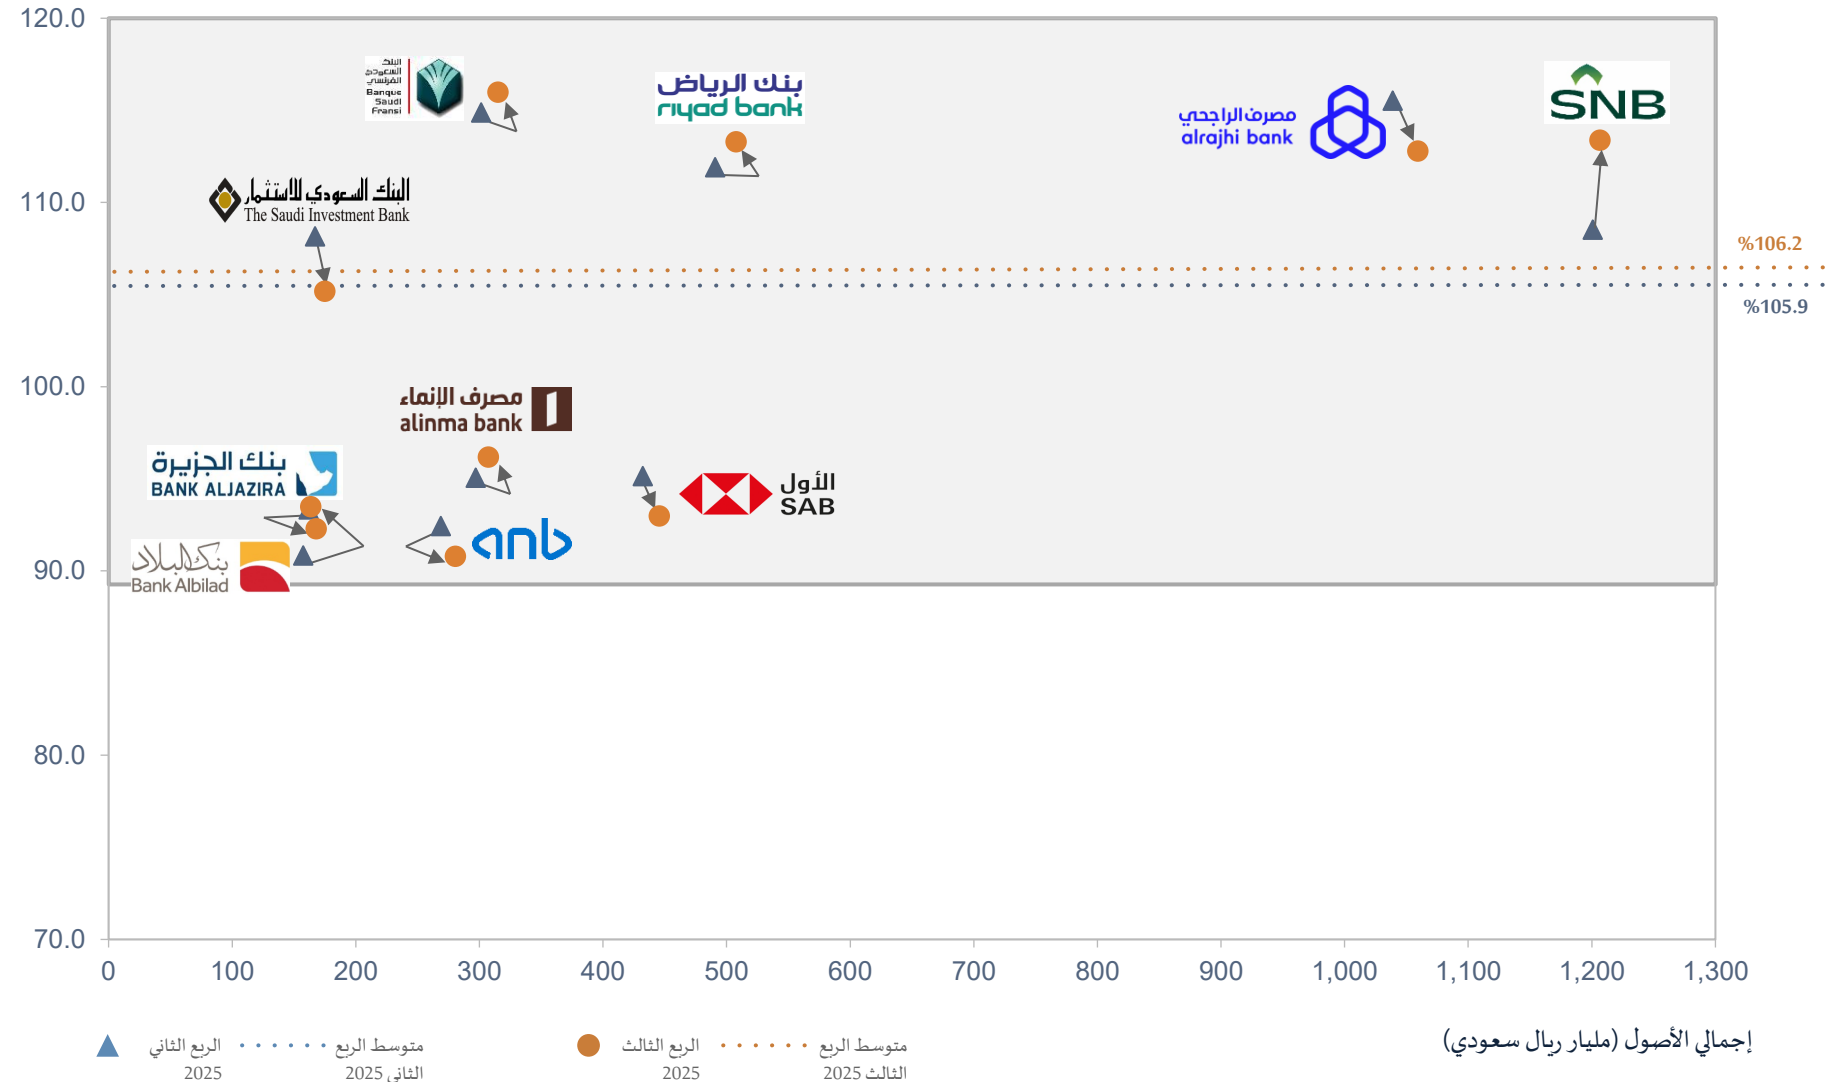 120.0
110.0
100.0
90.0
80.0
70.0
البنك
السعودي
الفرنسي
Banque
Saudi
Fransi
بنك الرياض
riyad bank
مصرف الراجحي
alrajhi bank
SNB
البنك السعودي للاستثمار
The Saudi Investment Bank
%106.2
%105.9
مصرف الإنماء
alinma bank
بنك الجزيرة
BANK ALJAZIRA
الأول
SAB
anb
بنك البلاد
Bank Albilad
0 100 200 300 400 500 600 700 800 900 1,000 1,100 1,200 1,300
إجمالي الأصول (مليار ريال سعودي)
الربع الثاني
2025
متوسط الربع
الثاني 2025
الربع الثالث
2025
متوسط الربع
الثالث 2025